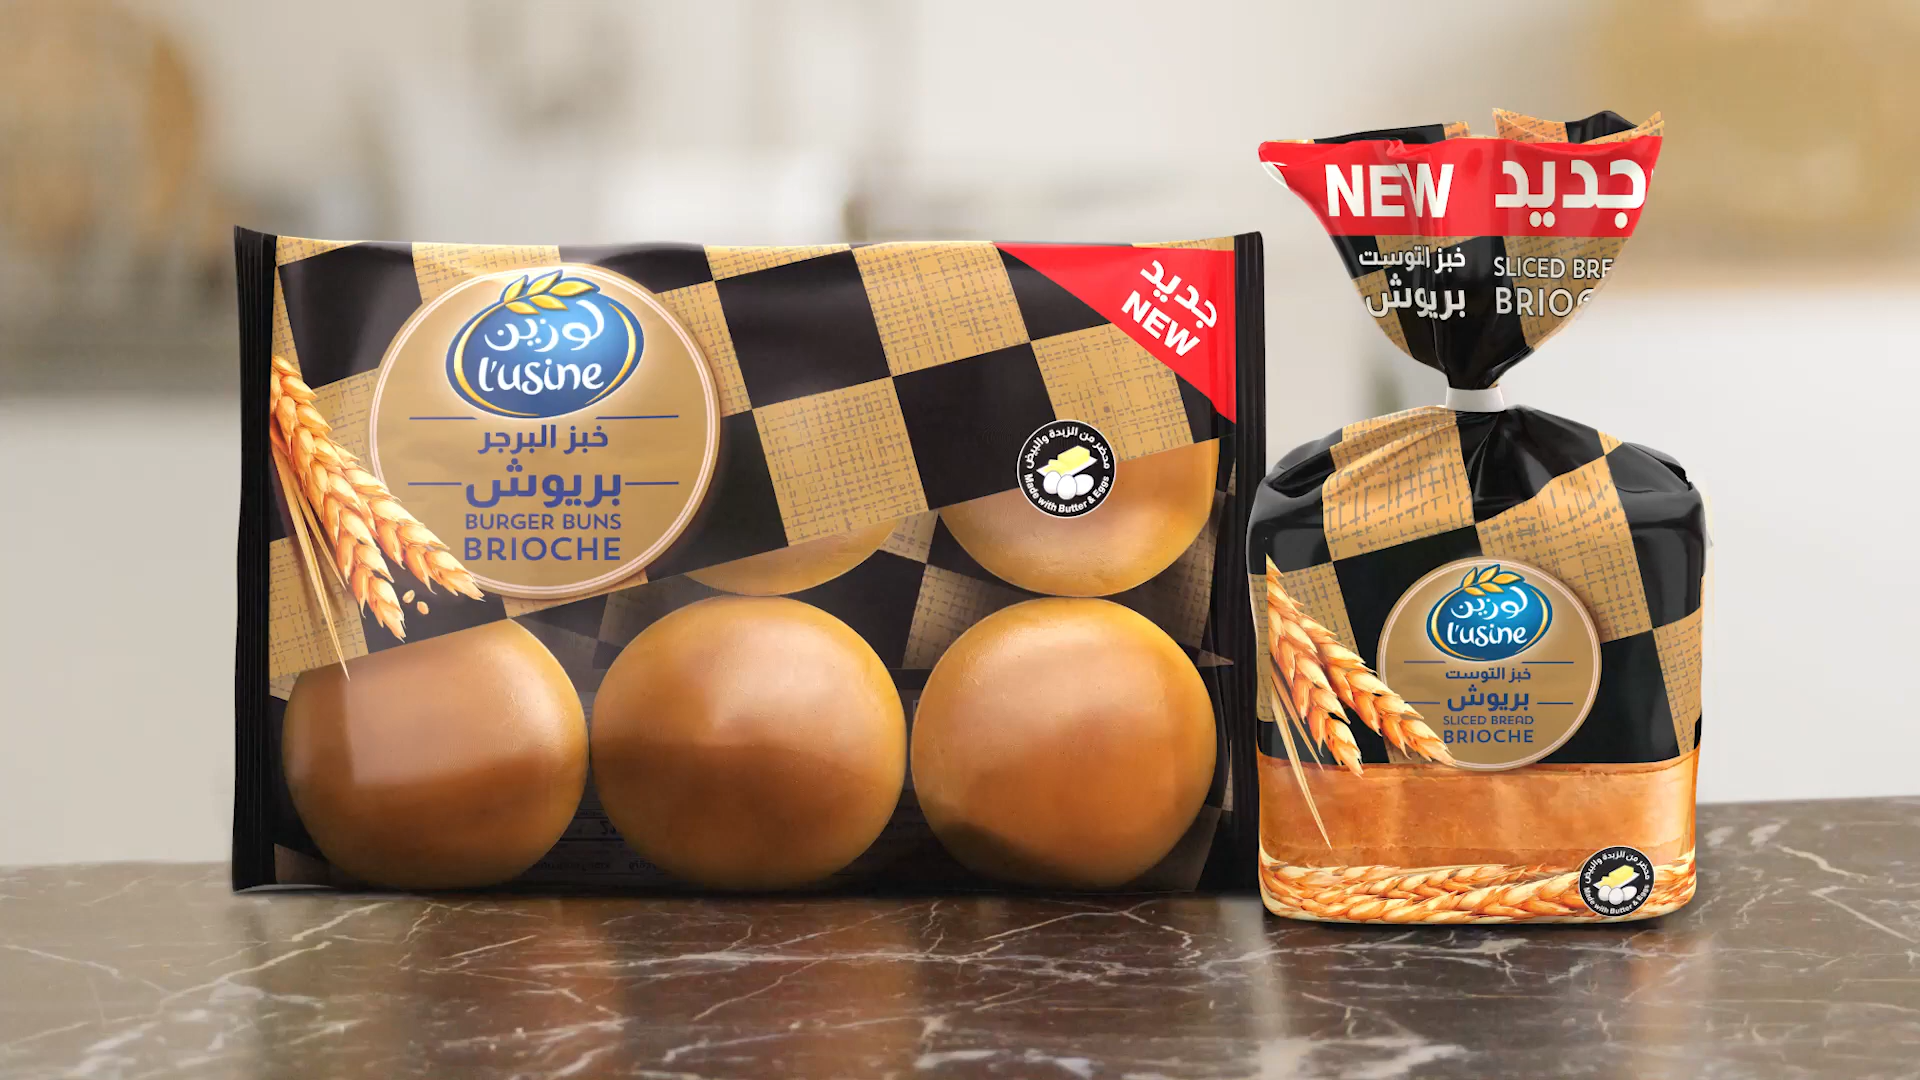 لوزين
l'usine
خبز البرجر
بريوش
BURGER BUNS
BRIOCHE
جديد
NEW
محضر من الزبدة والبيض
Made with Butter & Eggs
NEW جديد
خبز التوست
بريوش
SLICED BRE
BRIOC
لوزين
l'usine
خبز التوست
بريوش
SLICED BREAD
BRIOCHE
محضر من الزبدة والبيض
Made with Butter & Eggs